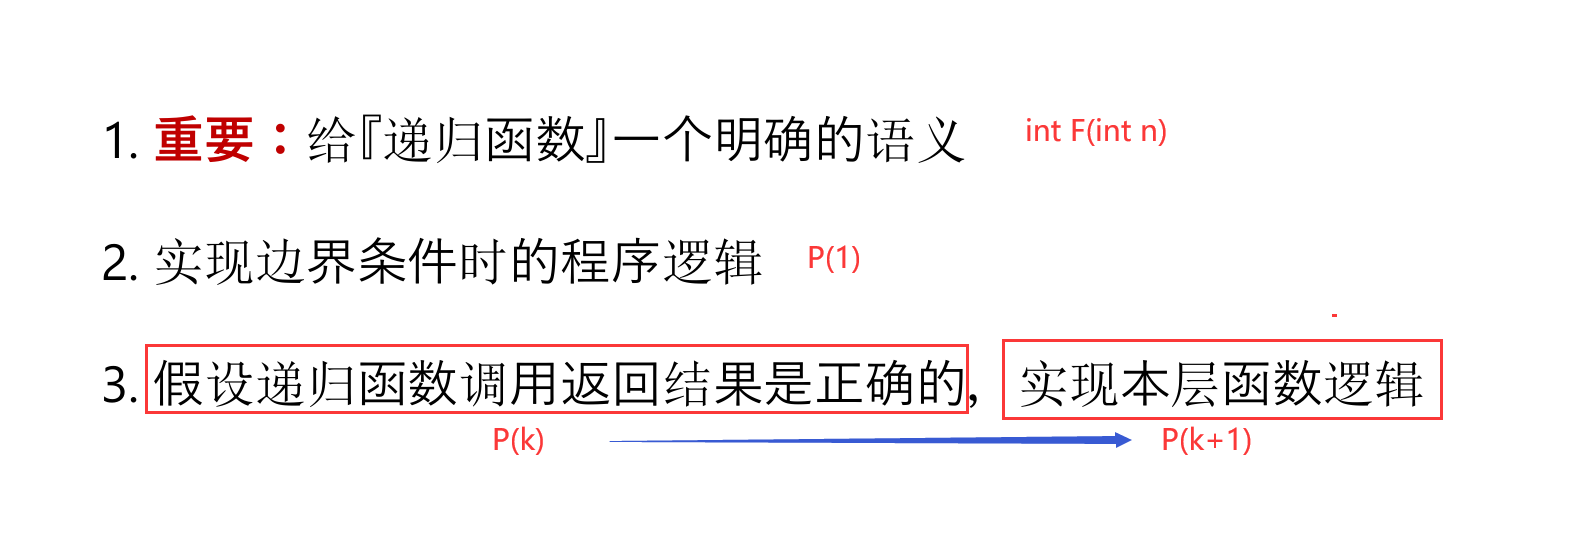 1. 重要：给『递归函数』一个明确的语义 int F(int n)
2. 实现边界条件时的程序逻辑 P(1)
3. 假设递归函数调用返回结果是正确的, 实现本层函数逻辑
P(k) P(k+1)